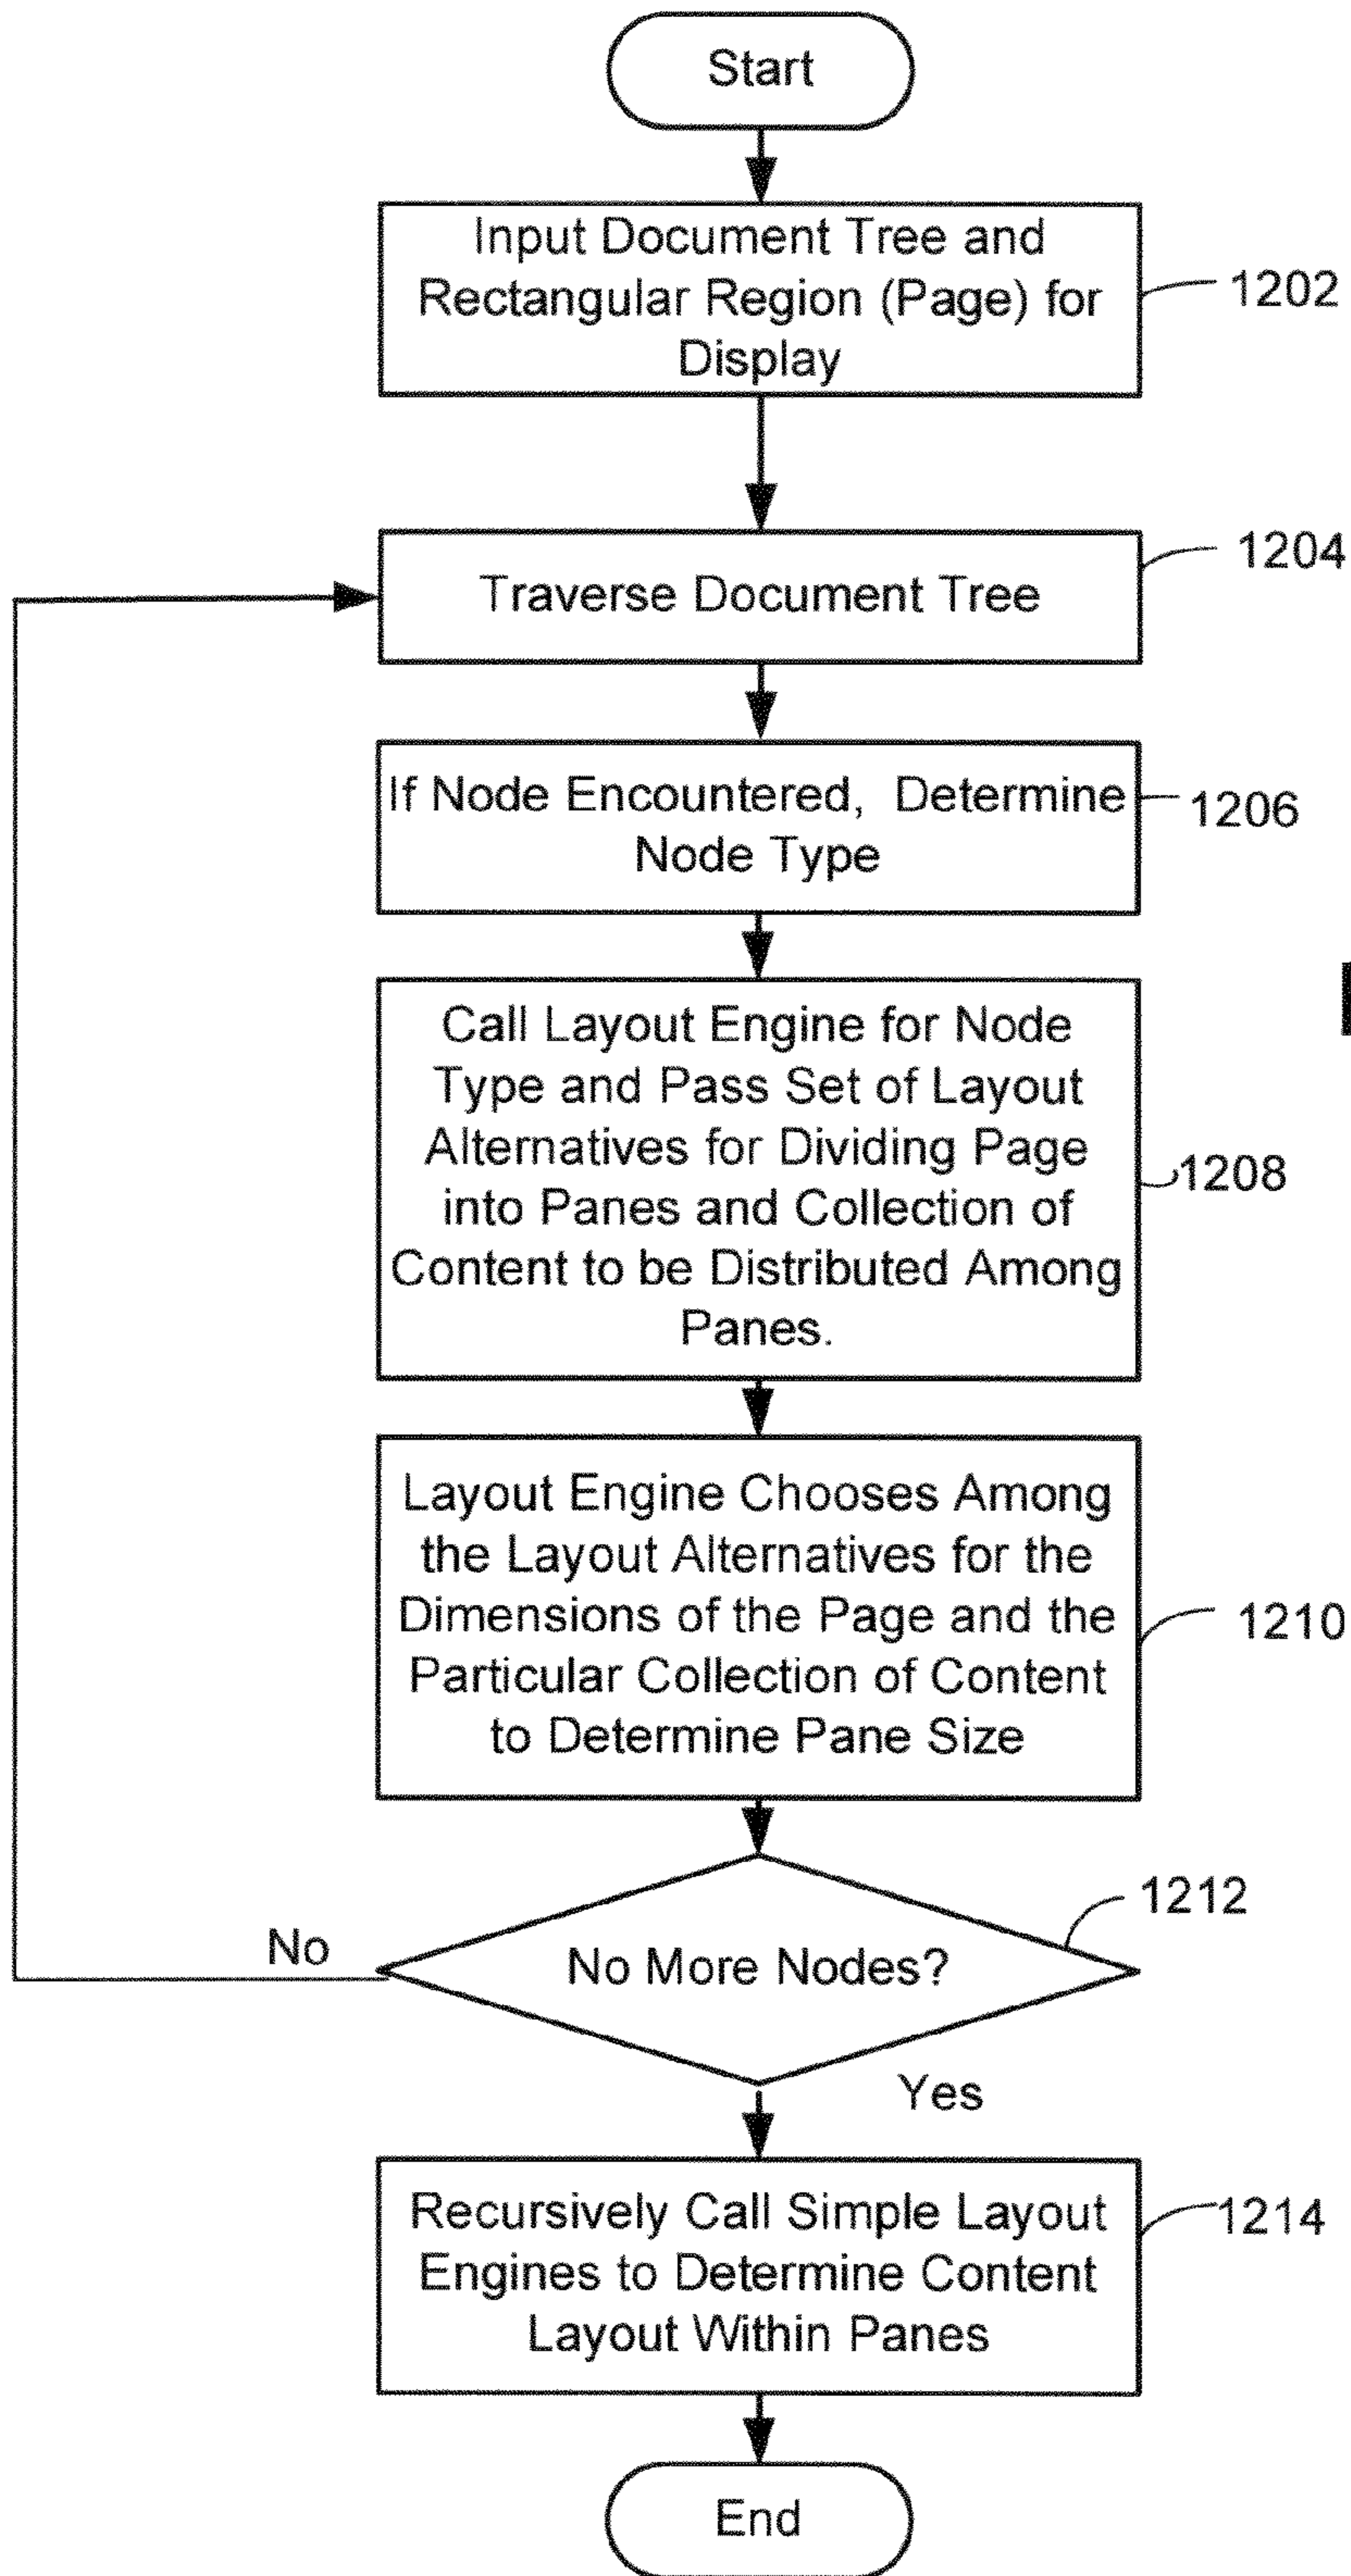 Start
Input Document Tree and
Rectangular Region (Page) for
Display
1202
Traverse Document Tree
1204
If Node Encountered, Determine
Node Type
1206
Call Layout Engine for Node
Type and Pass Set of Layout
Alternatives for Dividing Page
into Panes and Collection of
Content to be Distributed Among
Panes.
1208
Layout Engine Chooses Among
the Layout Alternatives for the
Dimensions of the Page and the
Particular Collection of Content
to Determine Pane Size
1210
No More Nodes?
1212
No
Yes
Recursively Call Simple Layout
Engines to Determine Content
Layout Within Panes
1214
End